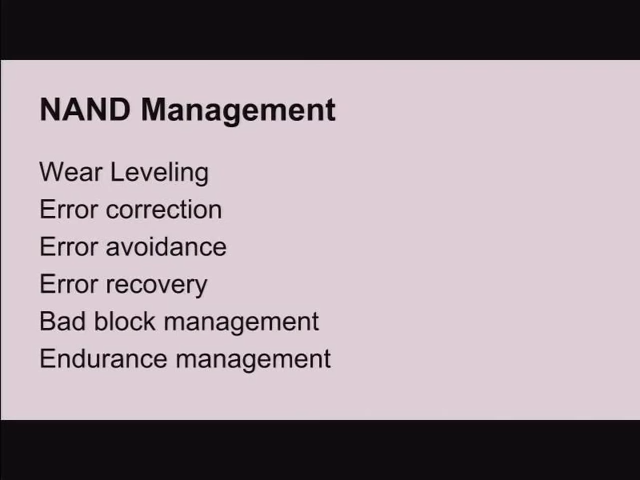 NAND Management
Wear Leveling
Error correction
Error avoidance
Error recovery
Bad block management
Endurance management